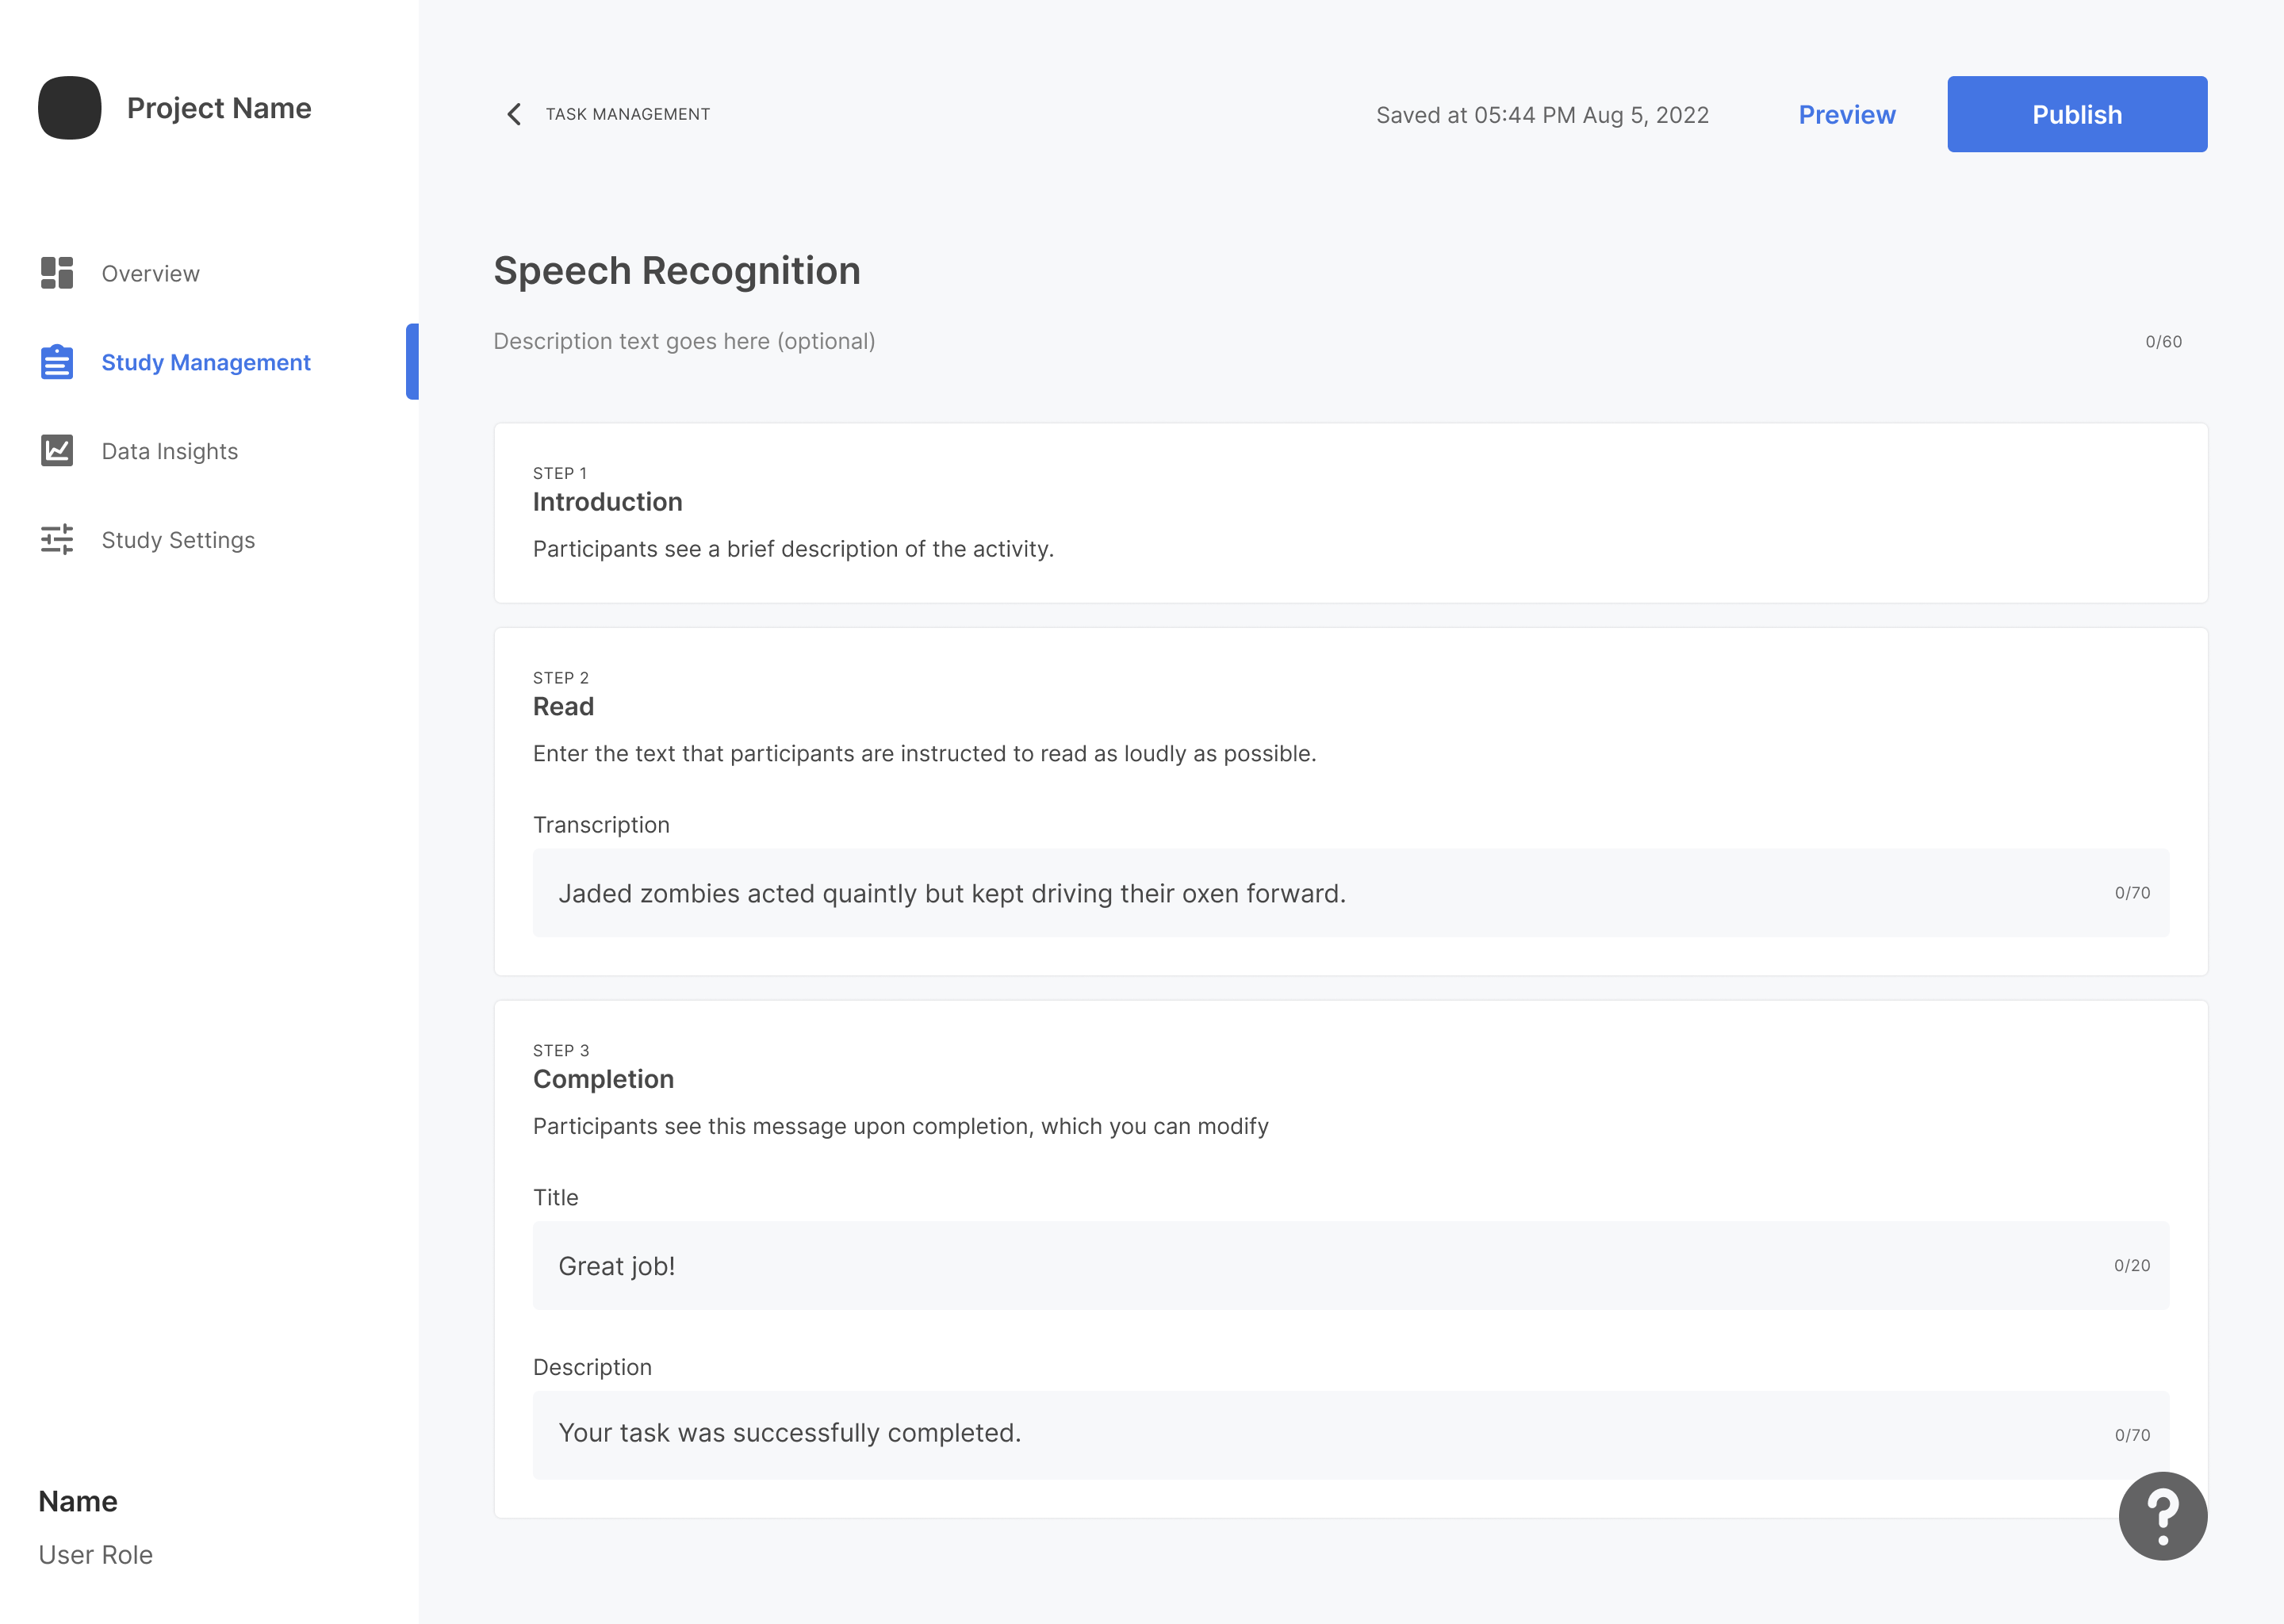 Project Name
Overview
Study Management
Data Insights
Study Settings
Name
User Role
TASK MANAGEMENT
Saved at 05:44 PM Aug 5, 2022
Preview
Publish
Speech Recognition
Description text goes here (optional)
0/60
STEP 1
Introduction
Participants see a brief description of the activity.
STEP 2
Read
Enter the text that participants are instructed to read as loudly as possible.
Transcription
Jaded zombies acted quaintly but kept driving their oxen forward.
0/70
STEP 3
Completion
Participants see this message upon completion, which you can modify
Title
Great job!
0/20
Description
Your task was successfully completed.
0/70
?